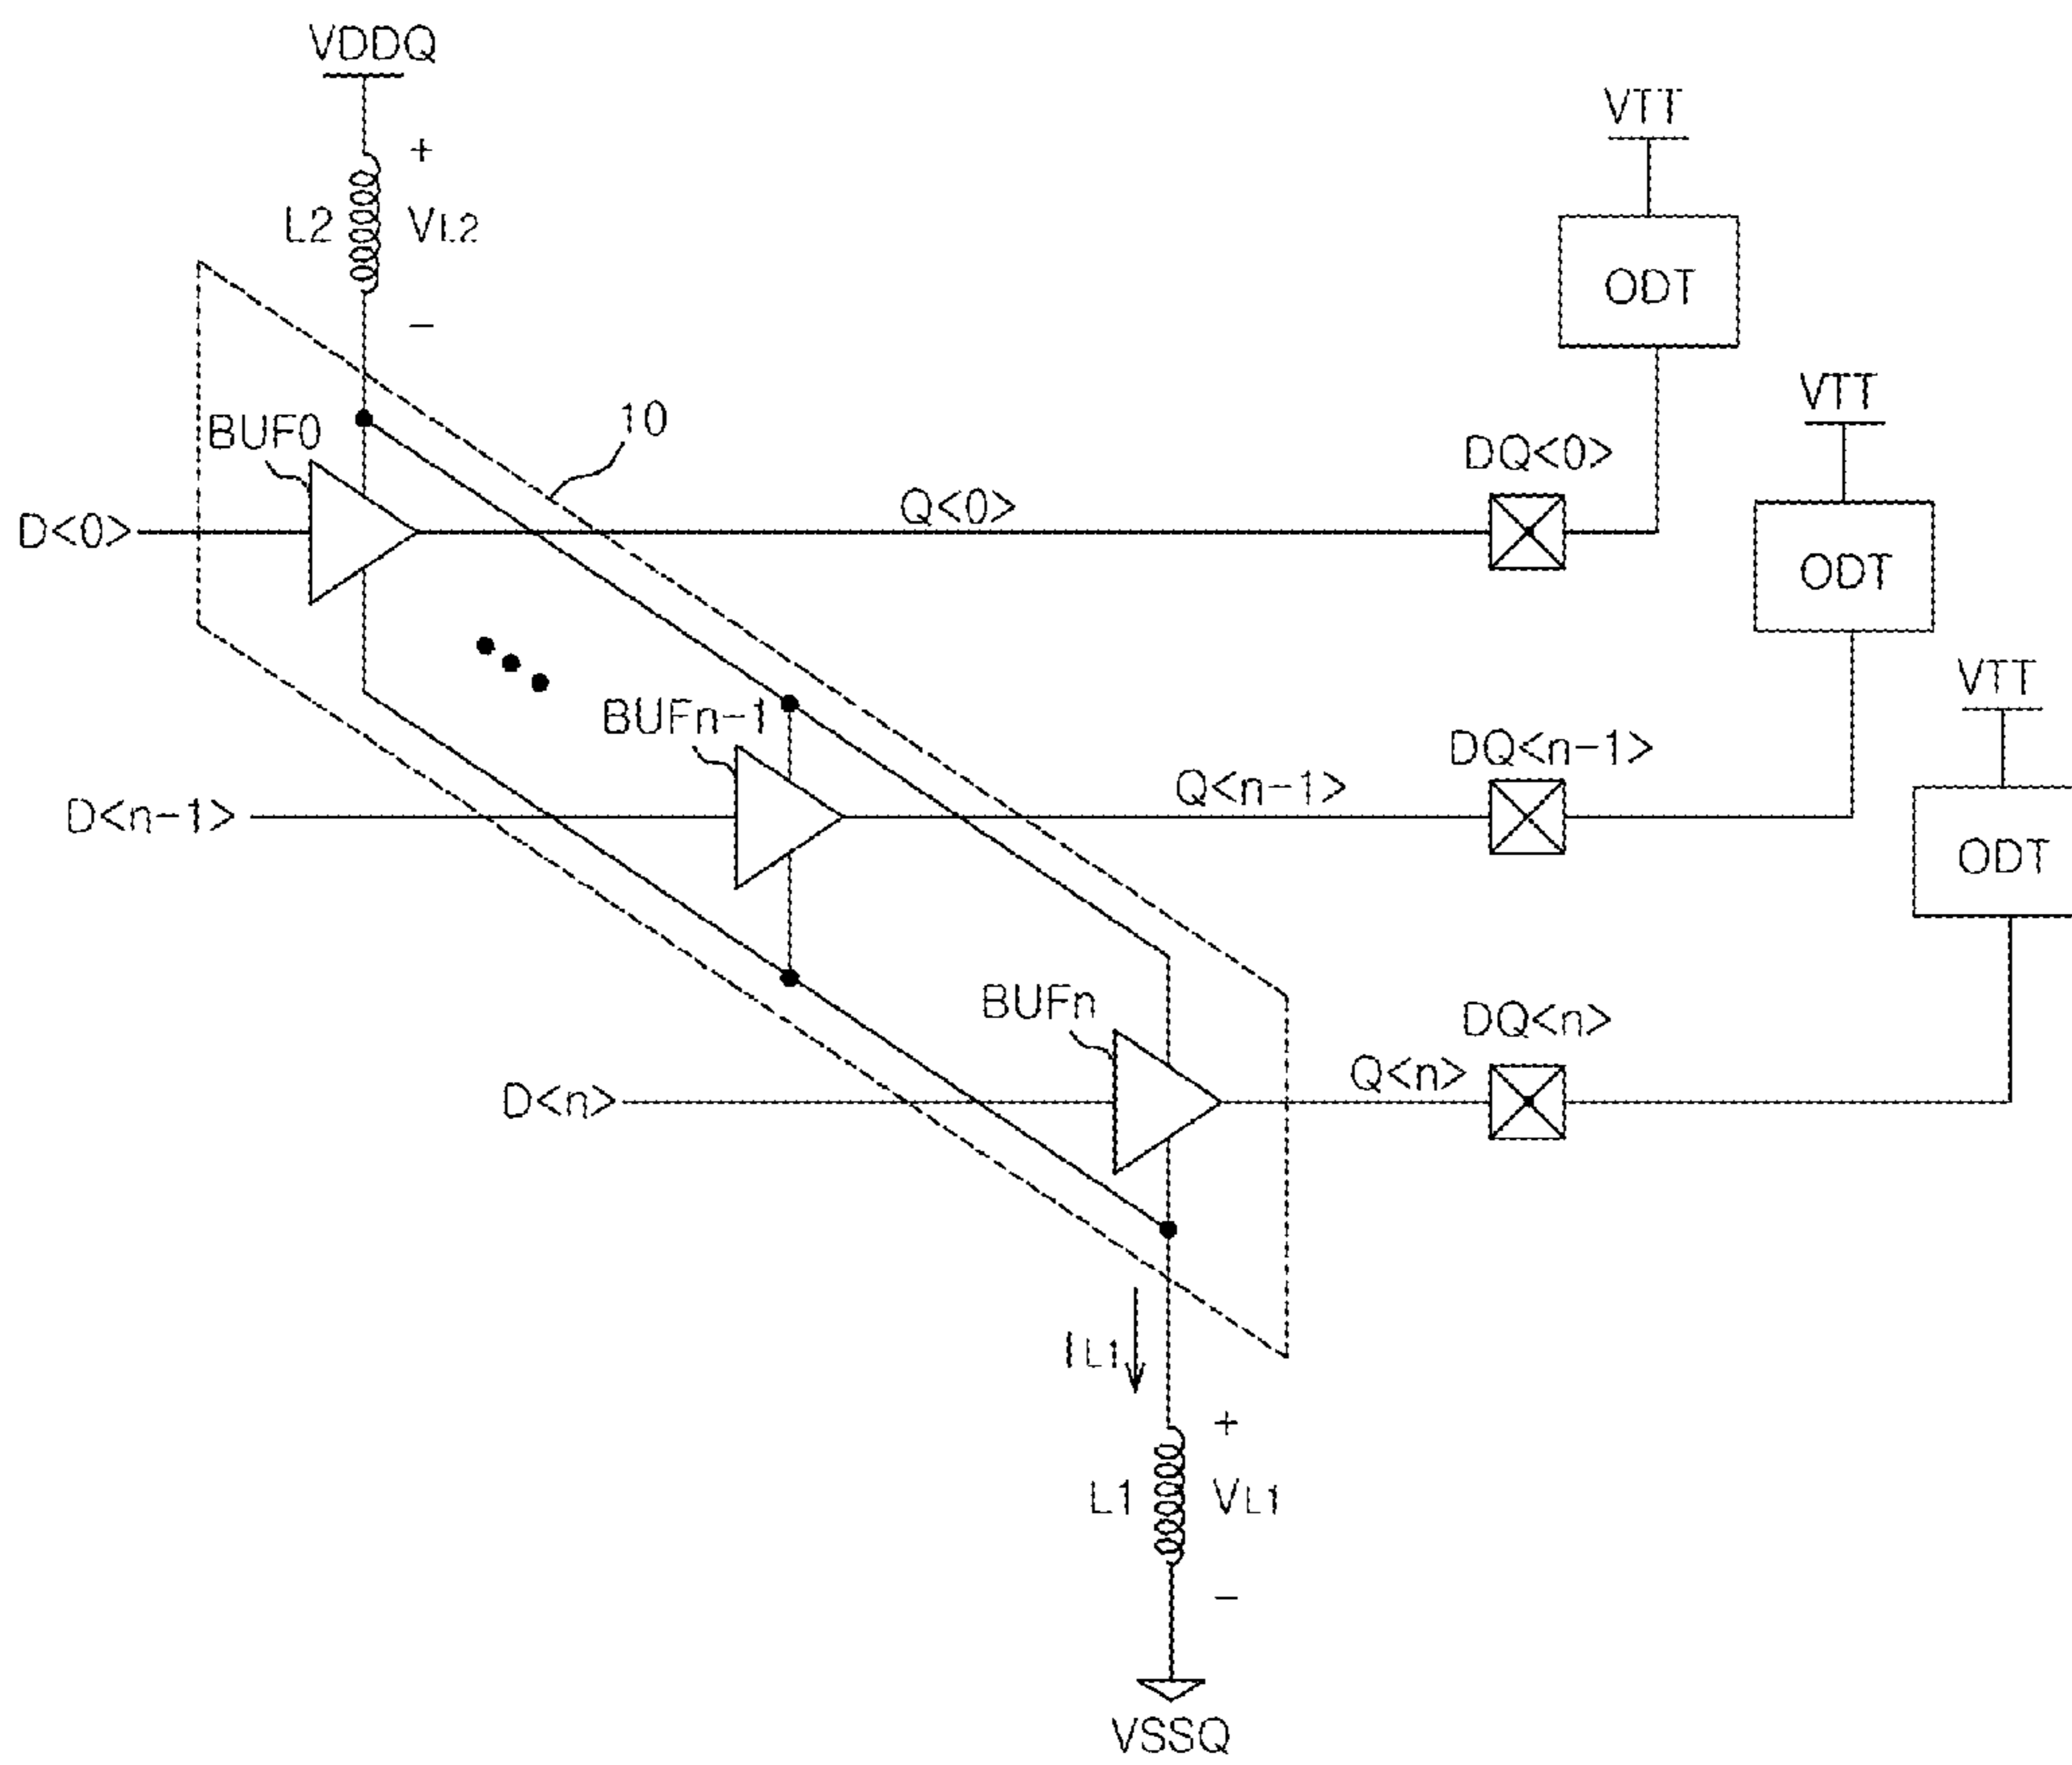 VDDQ
VTT
+
L2
VL2
ODT
−
VTT
10
BUF0
DQ<0>
D<0>
Q<0>
ODT
VTT
BUFn-1
DQ<n-1>
D<n-1>
Q<n-1>
ODT
BUFn
DQ<n>
D<n>
Q<n>
IL1
+
L1
VL1
−
VSSQ